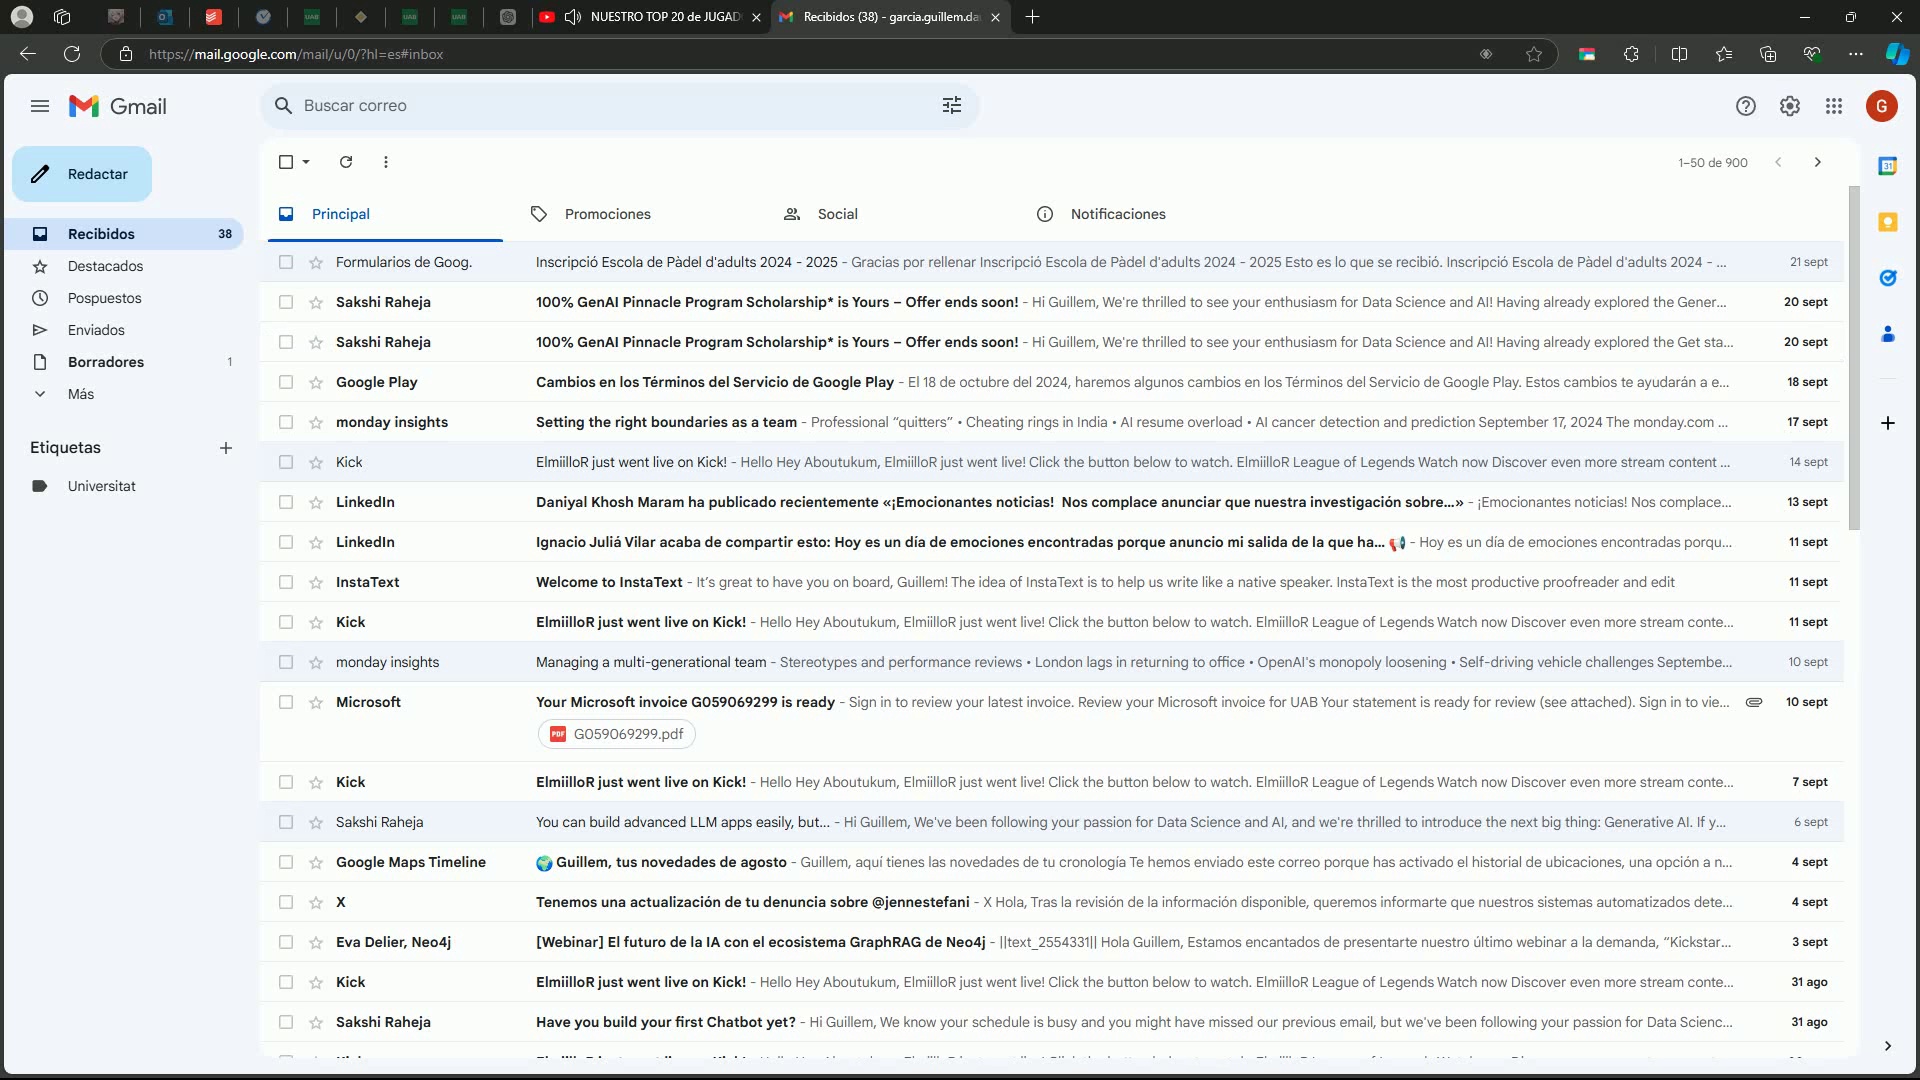 NUESTRO TOP 20 de JUGAD
Recibidos (38) - garcia.guillem.da
https://mail.google.com/mail/u/0/?hl=es#inbox
Gmail
Buscar correo
G
Redactar
1–50 de 900
31
Principal
Promociones
Social
Notificaciones
Recibidos 38
Destacados
Pospuestos
Enviados
Borradores 1
Más
Etiquetas
Universitat
Formularios de Goog. Inscripció Escola de Pàdel d'adults 2024 - 2025 - Gracias por rellenar Inscripció Escola de Pàdel d'adults 2024 - 2025 Esto es lo que se recibió. Inscripció Escola de Pàdel d'adults 2024 - ... 21 sept
Sakshi Raheja 100% GenAI Pinnacle Program Scholarship* is Yours – Offer ends soon! - Hi Guillem, We're thrilled to see your enthusiasm for Data Science and AI! Having already explored the Gener... 20 sept
Sakshi Raheja 100% GenAI Pinnacle Program Scholarship* is Yours – Offer ends soon! - Hi Guillem, We're thrilled to see your enthusiasm for Data Science and AI! Having already explored the Get sta... 20 sept
Google Play Cambios en los Términos del Servicio de Google Play - El 18 de octubre del 2024, haremos algunos cambios en los Términos del Servicio de Google Play. Estos cambios te ayudarán a e... 18 sept
monday insights Setting the right boundaries as a team - Professional “quitters” • Cheating rings in India • AI resume overload • AI cancer detection and prediction September 17, 2024 The monday.com ... 17 sept
Kick ElmiilloR just went live on Kick! - Hello Hey Aboutukum, ElmiilloR just went live! Click the button below to watch. ElmiilloR League of Legends Watch now Discover even more stream content ... 14 sept
LinkedIn Daniyal Khosh Maram ha publicado recientemente «¡Emocionantes noticias! Nos complace anunciar que nuestra investigación sobre...» - ¡Emocionantes noticias! Nos complace... 13 sept
LinkedIn Ignacio Juliá Vilar acaba de compartir esto: Hoy es un día de emociones encontradas porque anuncio mi salida de la que ha... 📢 - Hoy es un día de emociones encontradas porqu... 11 sept
InstaText Welcome to InstaText - It’s great to have you on board, Guillem! The idea of InstaText is to help us write like a native speaker. InstaText is the most productive proofreader and edit 11 sept
Kick ElmiilloR just went live on Kick! - Hello Hey Aboutukum, ElmiilloR just went live! Click the button below to watch. ElmiilloR League of Legends Watch now Discover even more stream conte... 11 sept
monday insights Managing a multi-generational team - Stereotypes and performance reviews • London lags in returning to office • OpenAI's monopoly loosening • Self-driving vehicle challenges Septembe... 10 sept
Microsoft Your Microsoft invoice G059069299 is ready - Sign in to review your latest invoice. Review your Microsoft invoice for UAB Your statement is ready for review (see attached). Sign in to vie... 10 sept
PDF G059069299.pdf
Kick ElmiilloR just went live on Kick! - Hello Hey Aboutukum, ElmiilloR just went live! Click the button below to watch. ElmiilloR League of Legends Watch now Discover even more stream conte... 7 sept
Sakshi Raheja You can build advanced LLM apps easily, but... - Hi Guillem, We've been following your passion for Data Science and AI, and we're thrilled to introduce the next big thing: Generative AI. If y... 6 sept
Google Maps Timeline 🌍 Guillem, tus novedades de agosto - Guillem, aquí tienes las novedades de tu cronología Te hemos enviado este correo porque has activado el historial de ubicaciones, una opción a n... 4 sept
X Tenemos una actualización de tu denuncia sobre @jennestefani - X Hola, Tras la revisión de la información disponible, queremos informarte que nuestros sistemas automatizados dete... 4 sept
Eva Delier, Neo4j [Webinar] El futuro de la IA con el ecosistema GraphRAG de Neo4j - ||text_2554331|| Hola Guillem, Estamos encantados de presentarte nuestro último webinar a la demanda, “Kickstar... 3 sept
Kick ElmiilloR just went live on Kick! - Hello Hey Aboutukum, ElmiilloR just went live! Click the button below to watch. ElmiilloR League of Legends Watch now Discover even more stream conte... 31 ago
Sakshi Raheja Have you build your first Chatbot yet? - Hi Guillem, We know your schedule is busy and you might have missed our previous email, but we've been following your passion for Data Scienc... 31 ago